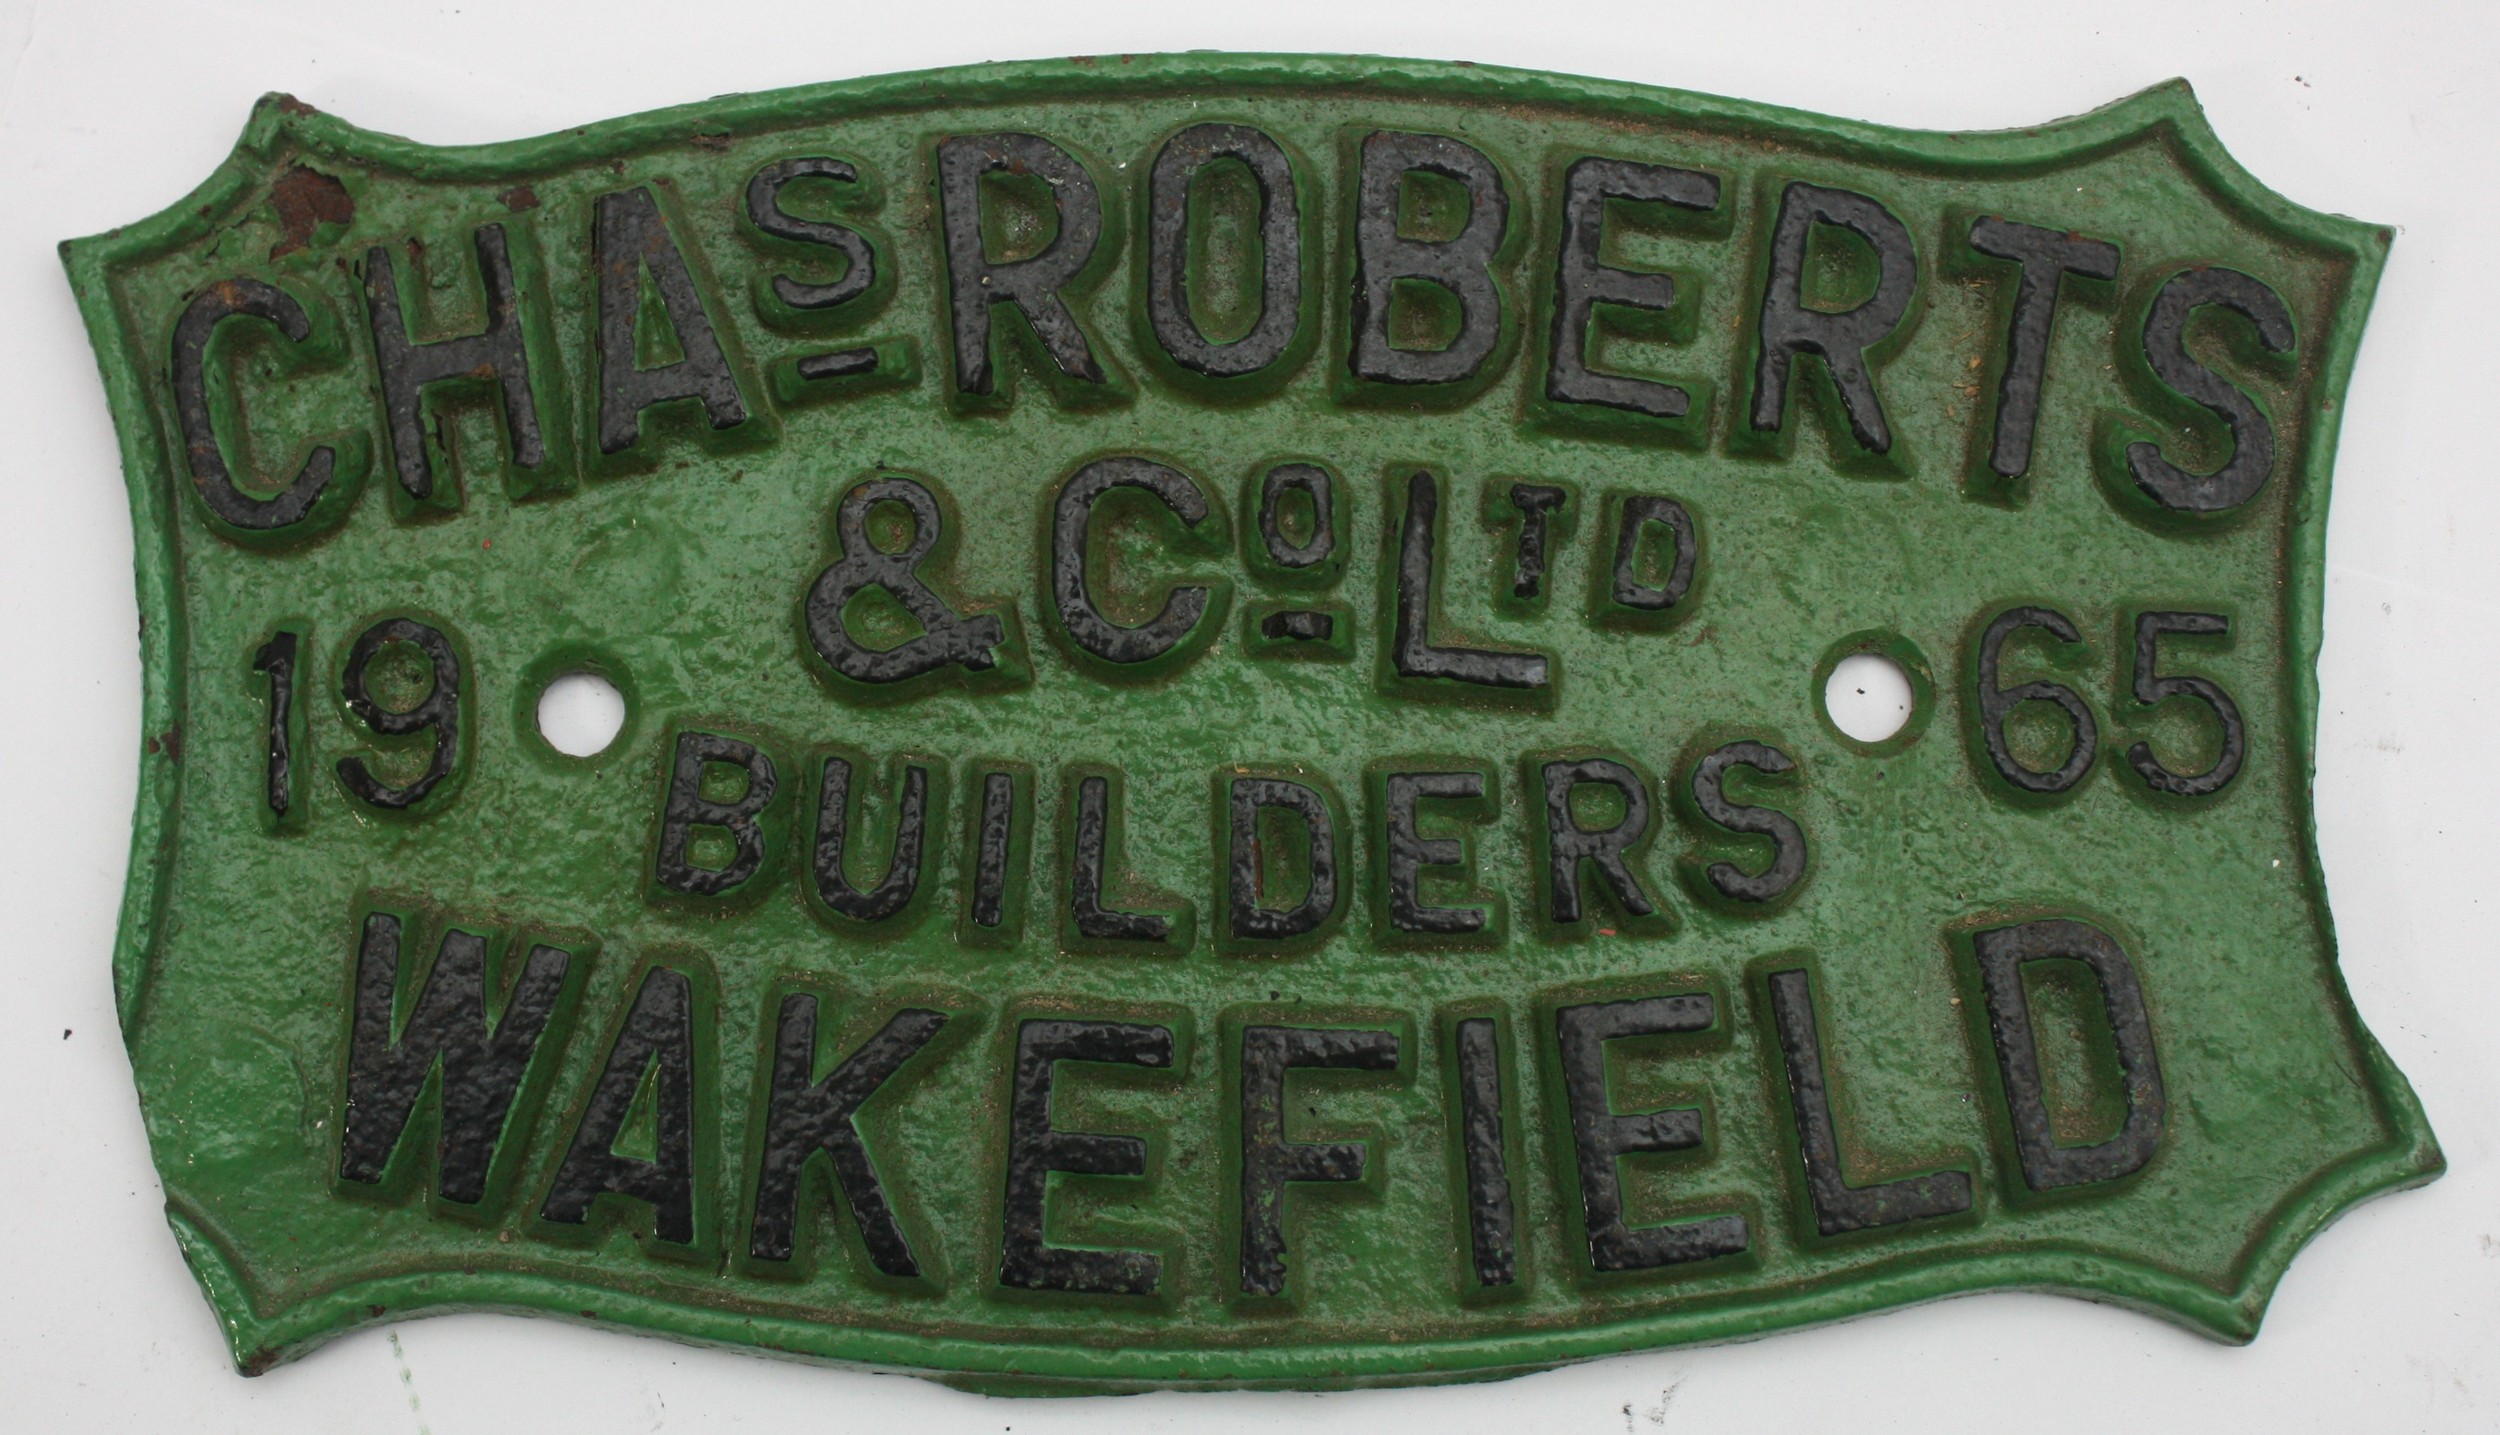 CHAS ROBERTS
& CO LTD
19 65
BUILDERS
WAKEFIELD